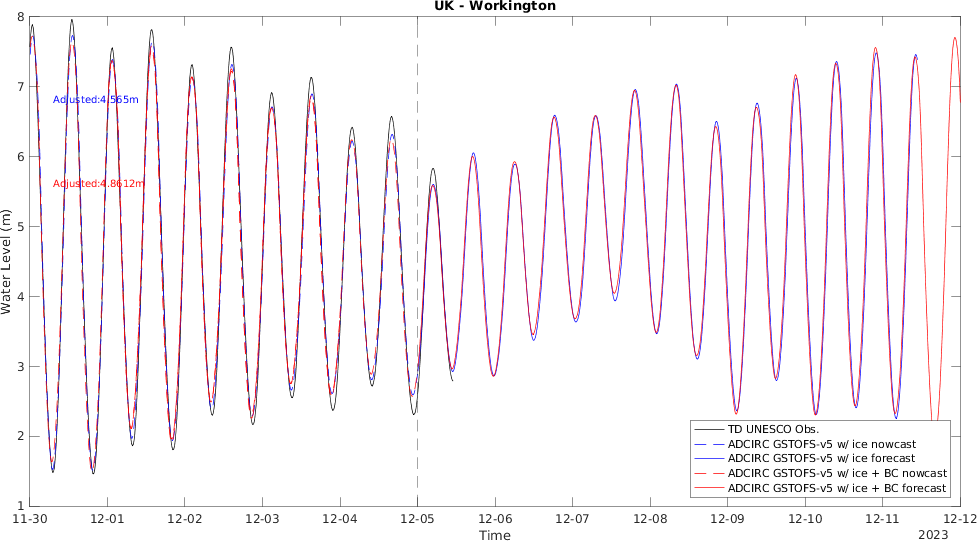 UK - Workington
8
7
6
5
4
3
2
1
Water Level (m)
Adjusted:4.565m
Adjusted:4.8612m
TD UNESCO Obs.
ADCIRC GSTOFS-v5 w/ ice nowcast
ADCIRC GSTOFS-v5 w/ ice forecast
ADCIRC GSTOFS-v5 w/ ice + BC nowcast
ADCIRC GSTOFS-v5 w/ ice + BC forecast
11-30 12-01 12-02 12-03 12-04 12-05 12-06 12-07 12-08 12-09 12-10 12-11 12-12
Time
2023